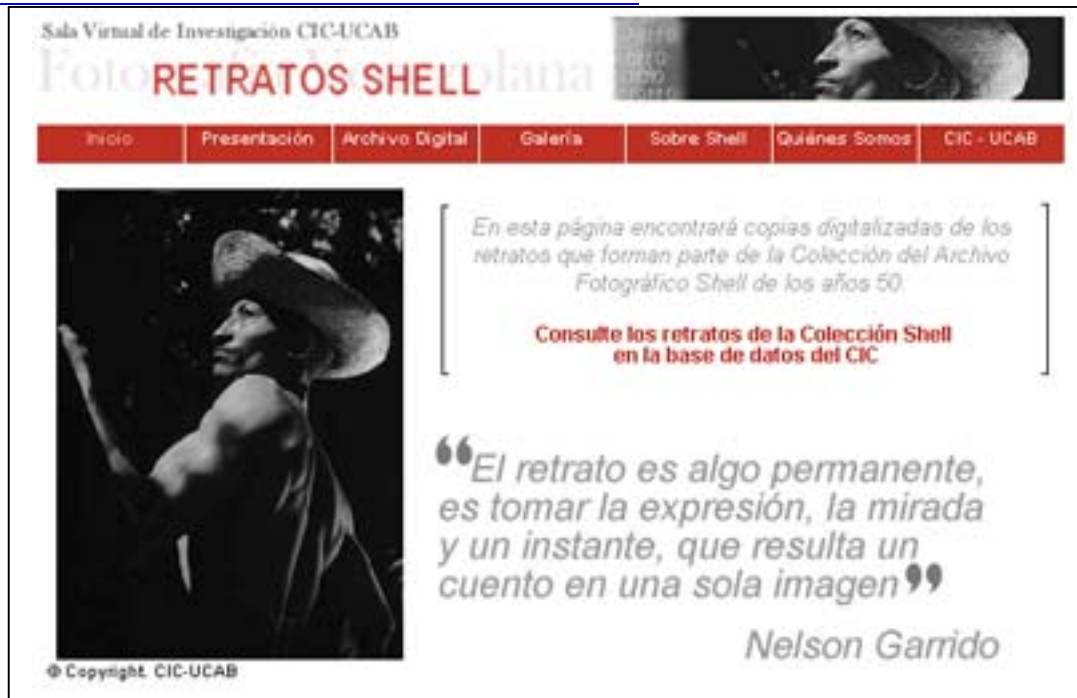 Sala Virtual de Investigación CIC-UCAB
Fotografía Venezolana
RETRATOS SHELL
Inicio Presentación Archivo Digital Galería Sobre Shell Quiénes Somos CIC - UCAB
En esta página encontrará copias digitalizadas de los
retratos que forman parte de la Colección del Archivo
Fotográfico Shell de los años 50.
Consulte los retratos de la Colección Shell
en la base de datos del CIC
“El retrato es algo permanente,
es tomar la expresión, la mirada
y un instante, que resulta un
cuento en una sola imagen”
Nelson Garrido
© Copyright. CIC-UCAB